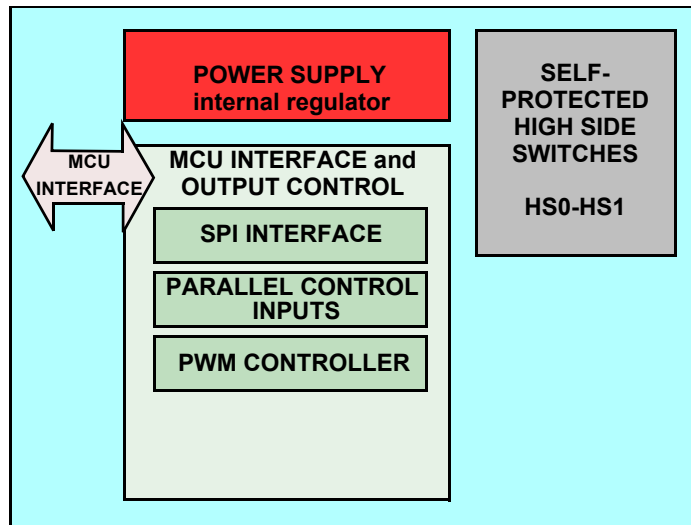 POWER SUPPLY
internal regulator
SELF-
PROTECTED
HIGH SIDE
SWITCHES
HS0-HS1
MCU
INTERFACE
MCU INTERFACE and
OUTPUT CONTROL
SPI INTERFACE
PARALLEL CONTROL
INPUTS
PWM CONTROLLER